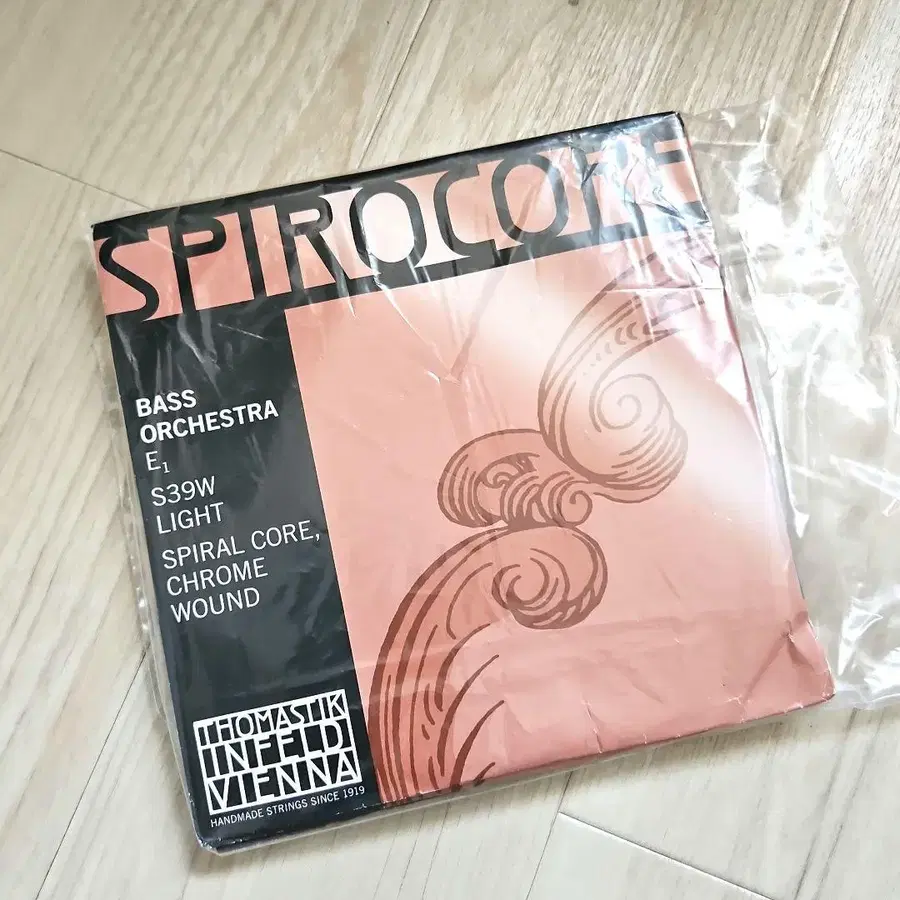 SPIROCORE
BASS
ORCHESTRA
E₁
S39W
LIGHT
SPIRAL CORE,
CHROME
WOUND
THOMASTIK
INFELD
VIENNA
HANDMADE STRINGS SINCE 1919